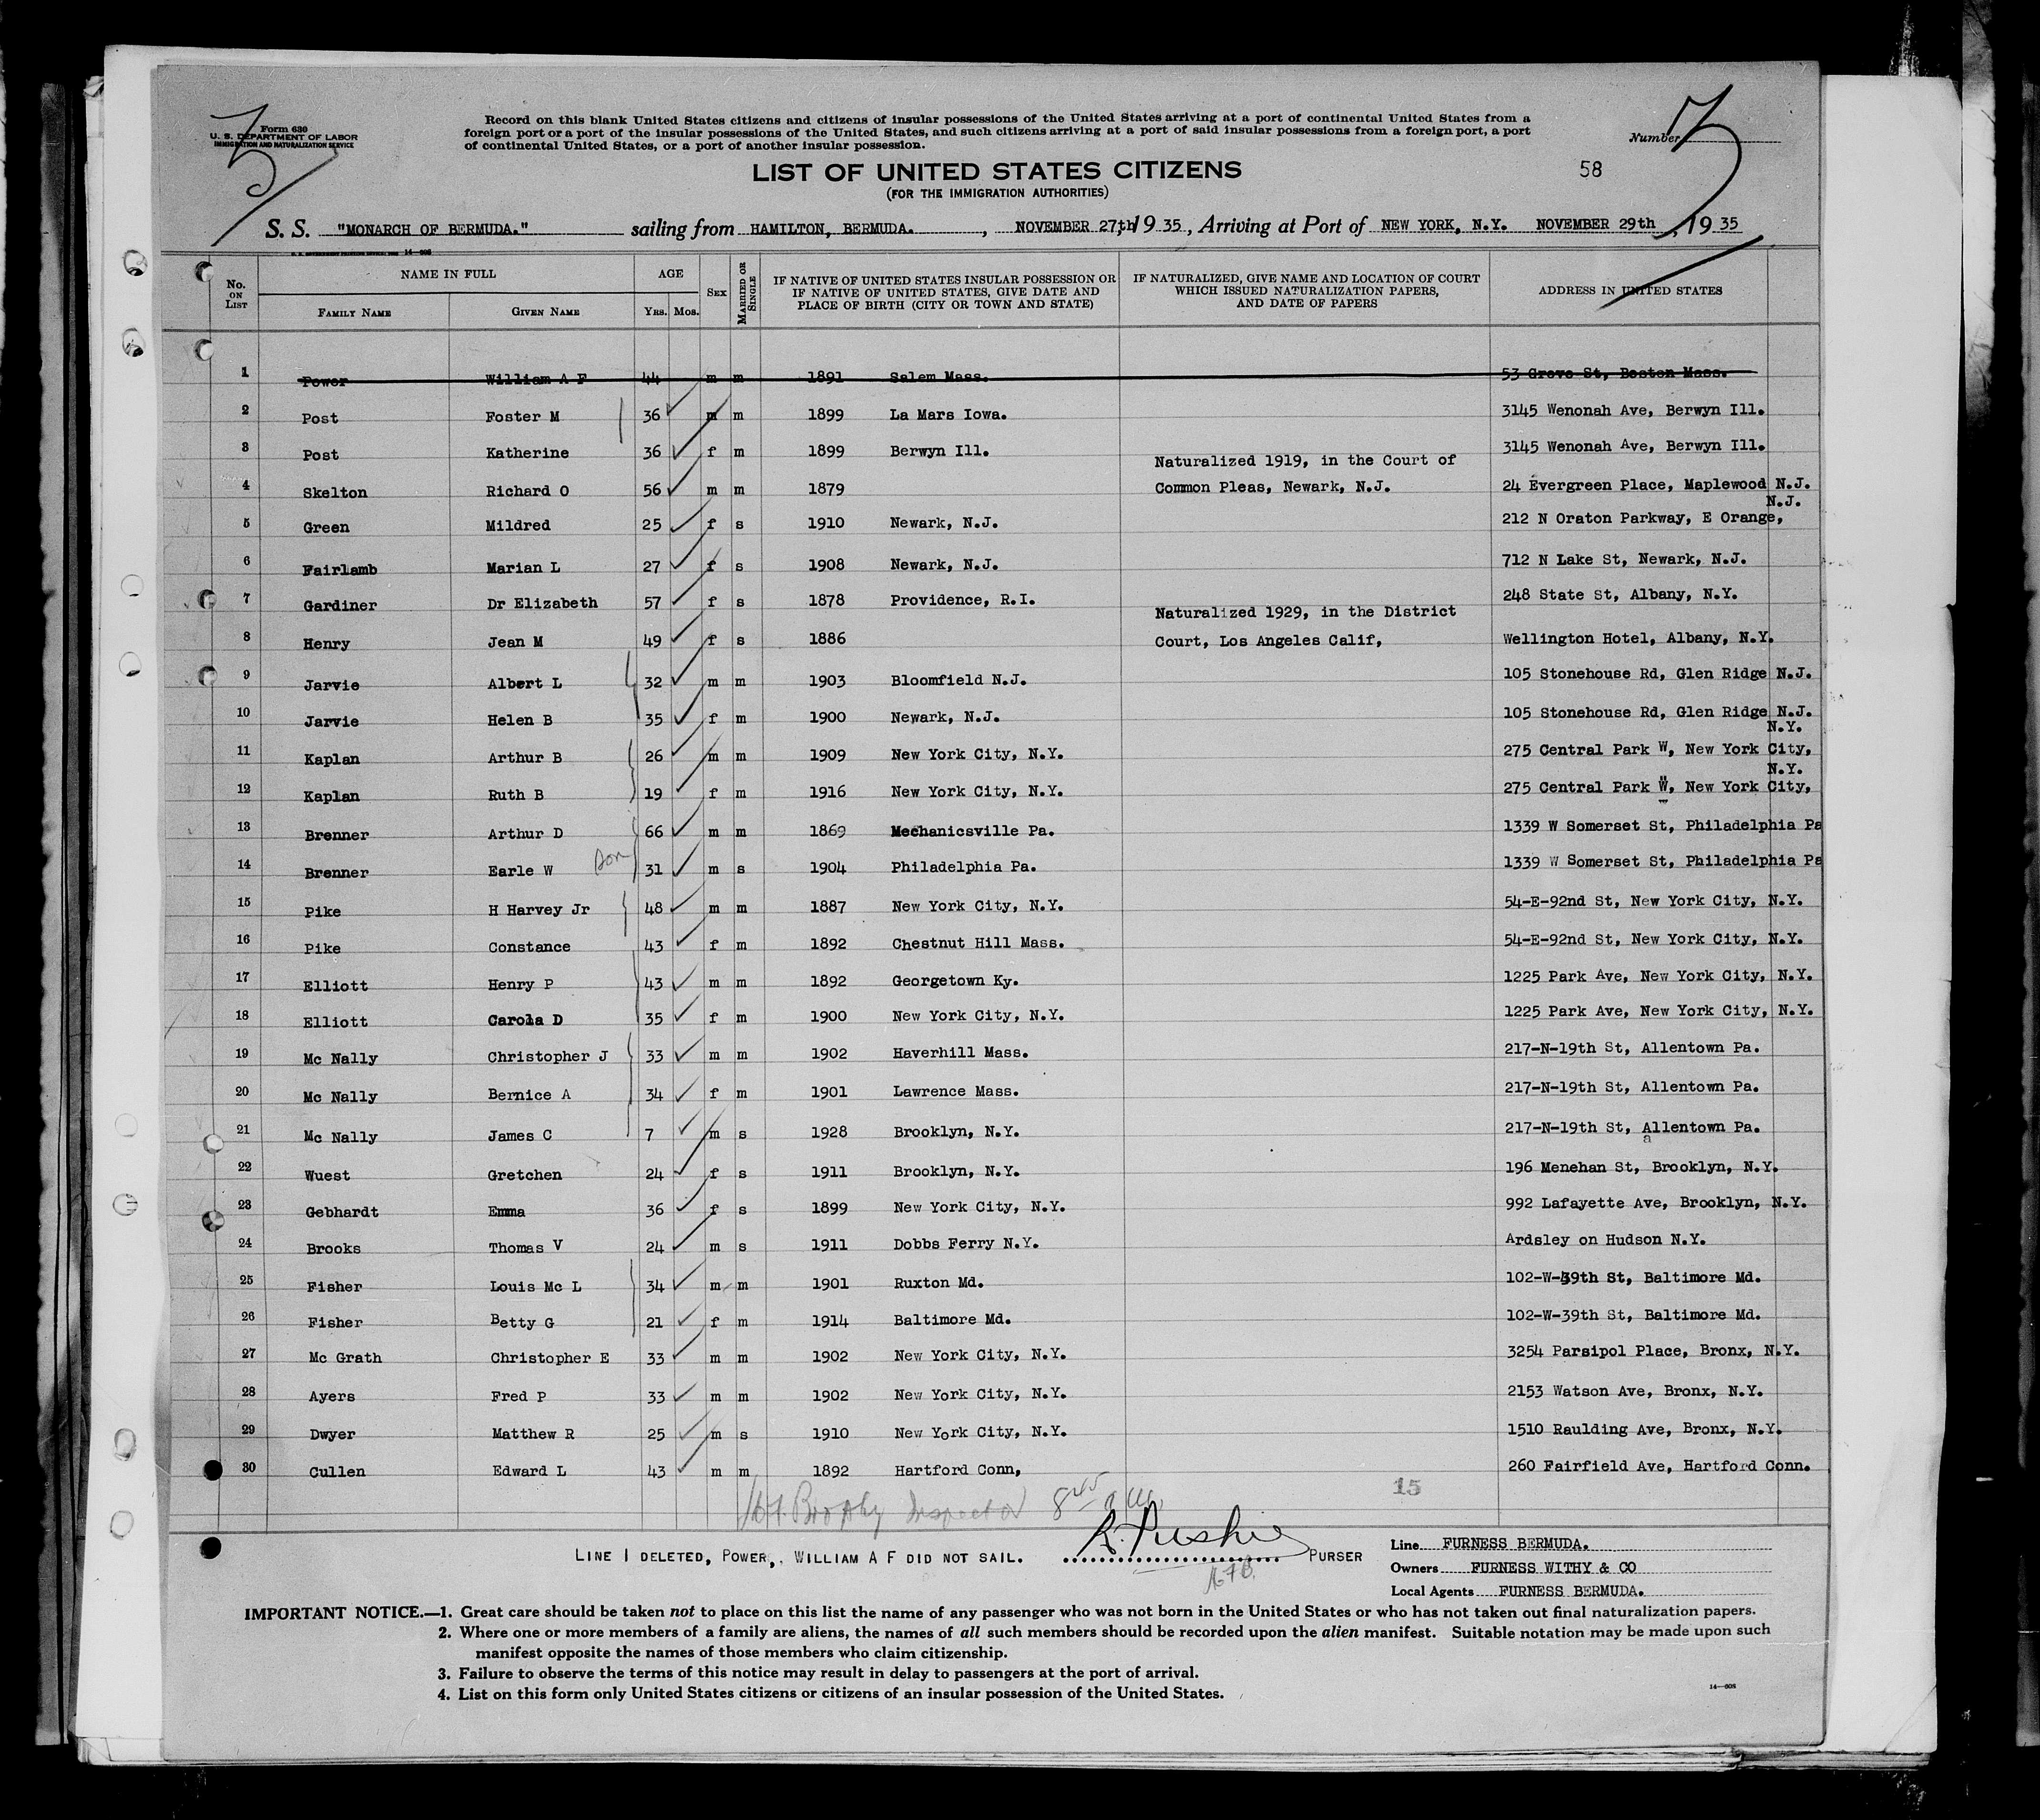 Form 630
U. S. DEPARTMENT OF LABOR
IMMIGRATION AND NATURALIZATION SERVICE
Record on this blank United States citizens and citizens of insular possessions of the United States arriving at a port of continental United States from a
foreign port or a port of the insular possessions of the United States, and such citizens arriving at a port of said insular possessions from a foreign port, a port
of continental United States, or a port of another insular possession.
Number
LIST OF UNITED STATES CITIZENS
58
(FOR THE IMMIGRATION AUTHORITIES)
S. S. "MONARCH OF BERMUDA." sailing from HAMILTON, BERMUDA. , NOVEMBER 27th 19 35, Arriving at Port of NEW YORK, N.Y. NOVEMBER 29th , 19 35
No. ON LIST NAME IN FULL AGE SEX MARRIED OR SINGLE IF NATIVE OF UNITED STATES INSULAR POSSESSION OR IF NATIVE OF UNITED STATES, GIVE DATE AND PLACE OF BIRTH (CITY OR TOWN AND STATE) IF NATURALIZED, GIVE NAME AND LOCATION OF COURT WHICH ISSUED NATURALIZATION PAPERS, AND DATE OF PAPERS ADDRESS IN UNITED STATES
FAMILY NAME GIVEN NAME YRS. MOS.
1 Power William A F 44 m m 1891 Salem Mass. 53 Grove St, Boston Mass.
2 Post Foster M 36 m m 1899 La Mars Iowa. 3145 Wenonah Ave, Berwyn Ill.
3 Post Katherine 36 f m 1899 Berwyn Ill. 3145 Wenonah Ave, Berwyn Ill.
Naturalized 1919, in the Court of
4 Skelton Richard O 56 m m 1879 Common Pleas, Newark, N.J. 24 Evergreen Place, Maplewood N.J.
N.J.
5 Green Mildred 25 f s 1910 Newark, N.J. 212 N Oraton Parkway, E Orange,
6 Fairlamb Marian L 27 f s 1908 Newark, N.J. 712 N Lake St, Newark, N.J.
7 Gardiner Dr Elizabeth 57 f s 1878 Providence, R.I. 248 State St, Albany, N.Y.
Naturalized 1929, in the District
8 Henry Jean M 49 f s 1886 Court, Los Angeles Calif, Wellington Hotel, Albany, N.Y.
9 Jarvie Albert L 32 m m 1903 Bloomfield N.J. 105 Stonehouse Rd, Glen Ridge N.J.
10 Jarvie Helen B 35 f m 1900 Newark, N.J. 105 Stonehouse Rd, Glen Ridge N.J.
N.Y.
11 Kaplan Arthur B 26 m m 1909 New York City, N.Y. 275 Central Park W, New York City,
N.Y.
12 Kaplan Ruth B 19 f m 1916 New York City, N.Y. 275 Central Park W, New York City,
13 Brenner Arthur D 66 m m 1869 Mechanicsville Pa. 1339 W Somerset St, Philadelphia Pa
14 Brenner Earle W son 31 m s 1904 Philadelphia Pa. 1339 W Somerset St, Philadelphia Pa
15 Pike H Harvey Jr 48 m m 1887 New York City, N.Y. 54-E-92nd St, New York City, N.Y.
16 Pike Constance 43 f m 1892 Chestnut Hill Mass. 54-E-92nd St, New York City, N.Y.
17 Elliott Henry P 43 m m 1892 Georgetown Ky. 1225 Park Ave, New York City, N.Y.
18 Elliott Carola D 35 f m 1900 New York City, N.Y. 1225 Park Ave, New York City, N.Y.
19 Mc Nally Christopher J 33 m m 1902 Haverhill Mass. 217-N-19th St, Allentown Pa.
20 Mc Nally Bernice A 34 f m 1901 Lawrence Mass. 217-N-19th St, Allentown Pa.
21 Mc Nally James C 7 m s 1928 Brooklyn, N.Y. 217-N-19th St, Allentown Pa.
a
22 Wuest Gretchen 24 f s 1911 Brooklyn, N.Y. 196 Menehan St, Brooklyn, N.Y.
23 Gebhardt Emma 36 f s 1899 New York City, N.Y. 992 Lafayette Ave, Brooklyn, N.Y.
24 Brooks Thomas V 24 m s 1911 Dobbs Ferry N.Y. Ardsley on Hudson N.Y.
25 Fisher Louis Mc L 34 m m 1901 Ruxton Md. 102-W-39th St, Baltimore Md.
26 Fisher Betty G 21 f m 1914 Baltimore Md. 102-W-39th St, Baltimore Md.
27 Mc Grath Christopher E 33 m m 1902 New York City, N.Y. 3254 Parsipol Place, Bronx, N.Y.
28 Ayers Fred P 33 m m 1902 New York City, N.Y. 2153 Watson Ave, Bronx, N.Y.
29 Dwyer Matthew R 25 m s 1910 New York City, N.Y. 1510 Raulding Ave, Bronx, N.Y.
30 Cullen Edward L 43 m m 1892 Hartford Conn, 260 Fairfield Ave, Hartford Conn.
Brophy Inspector 8 45 15
LINE 1 DELETED, POWER,, WILLIAM A F DID NOT SAIL. PURSER
Line FURNESS BERMUDA.
Owners FURNESS WITHY & CO
Local Agents FURNESS BERMUDA.
IMPORTANT NOTICE.—1. Great care should be taken not to place on this list the name of any passenger who was not born in the United States or who has not taken out final naturalization papers.
2. Where one or more members of a family are aliens, the names of all such members should be recorded upon the alien manifest. Suitable notation may be made upon such
manifest opposite the names of those members who claim citizenship.
3. Failure to observe the terms of this notice may result in delay to passengers at the port of arrival.
4. List on this form only United States citizens or citizens of an insular possession of the United States.